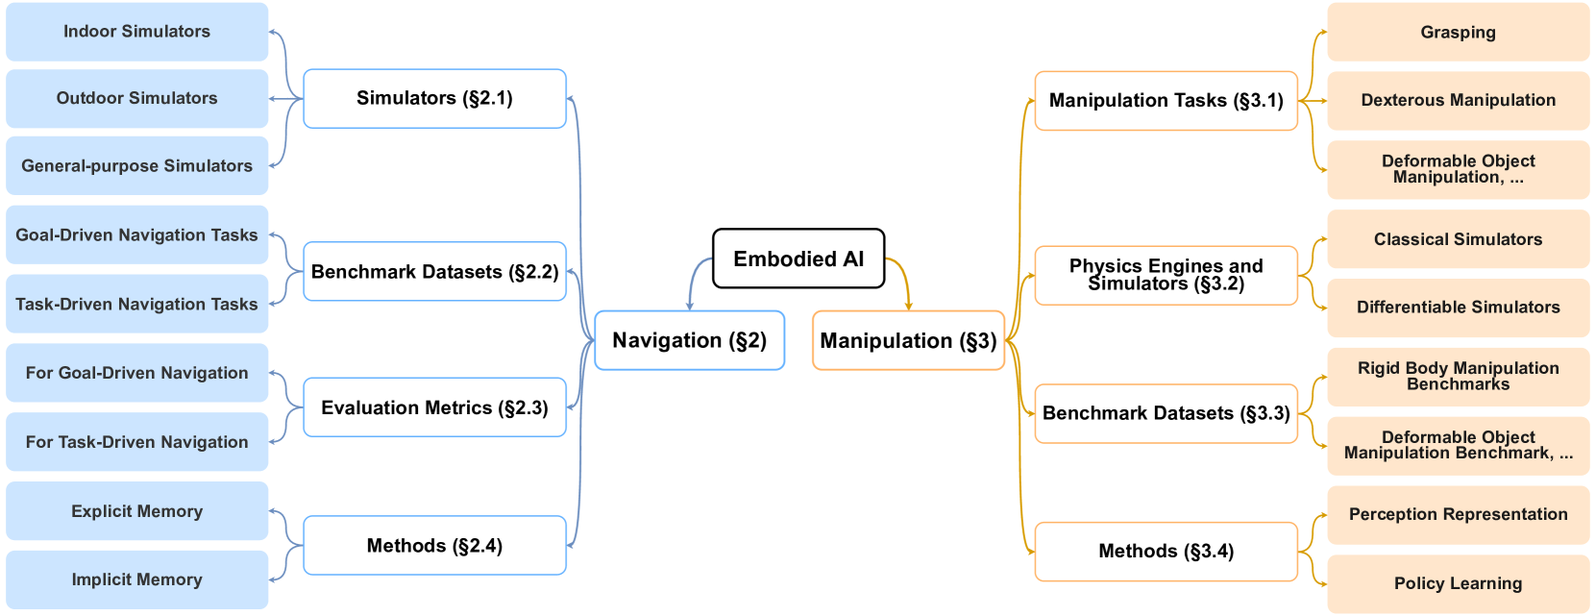 Embodied AI
Navigation (§2)
Simulators (§2.1)
Indoor Simulators
Outdoor Simulators
General-purpose Simulators
Benchmark Datasets (§2.2)
Goal-Driven Navigation Tasks
Task-Driven Navigation Tasks
Evaluation Metrics (§2.3)
For Goal-Driven Navigation
For Task-Driven Navigation
Methods (§2.4)
Explicit Memory
Implicit Memory
Manipulation (§3)
Manipulation Tasks (§3.1)
Grasping
Dexterous Manipulation
Deformable Object
Manipulation, ...
Physics Engines and
Simulators (§3.2)
Classical Simulators
Differentiable Simulators
Benchmark Datasets (§3.3)
Rigid Body Manipulation
Benchmarks
Deformable Object
Manipulation Benchmark, ...
Methods (§3.4)
Perception Representation
Policy Learning